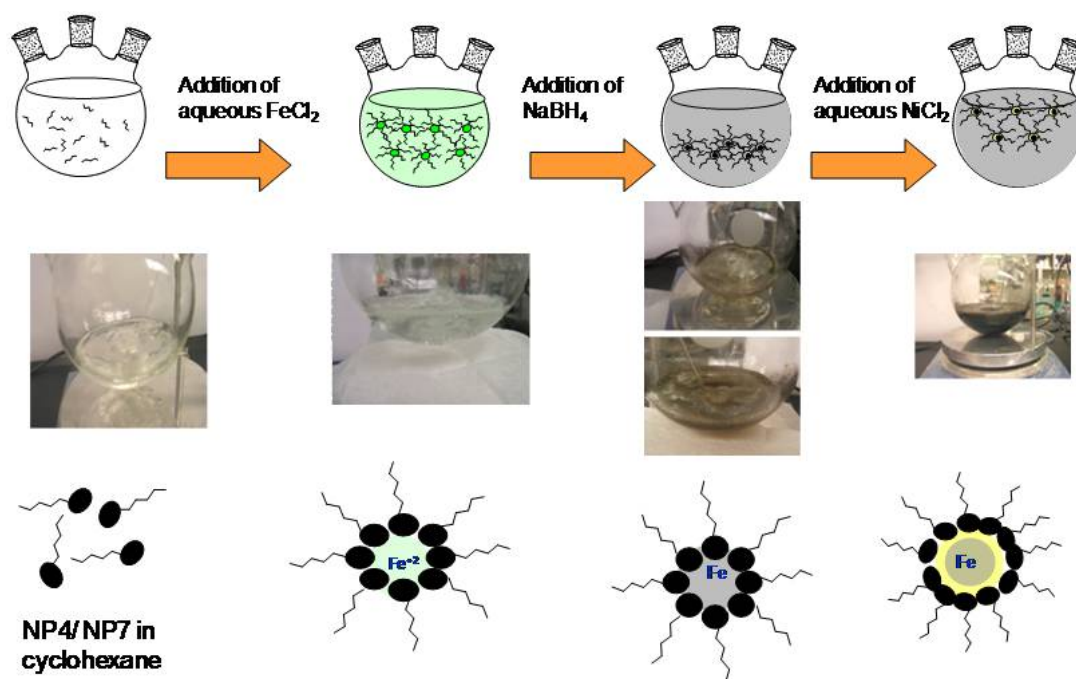 Addition of
aqueous FeCl₂
Addition of
NaBH₄
Addition of
aqueous NiCl₂
Fe⁺²
Fe
Fe
NP4/ NP7 in
cyclohexane